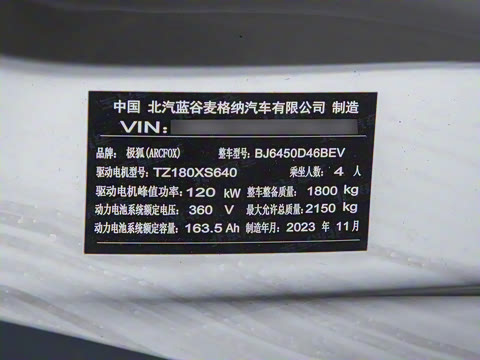 中国 北汽蓝谷麦格纳汽车有限公司 制造
VIN:
品牌: 极狐(ARCFOX) 整车型号: BJ6450D46BEV
驱动电机型号: TZ180XS640 乘坐人数: 4 人
驱动电机峰值功率: 120 kW 整车整备质量: 1800 kg
动力电池系统额定电压: 360 V 最大允许总质量: 2150 kg
动力电池系统额定容量: 163.5 Ah 制造年月: 2023 年 11 月